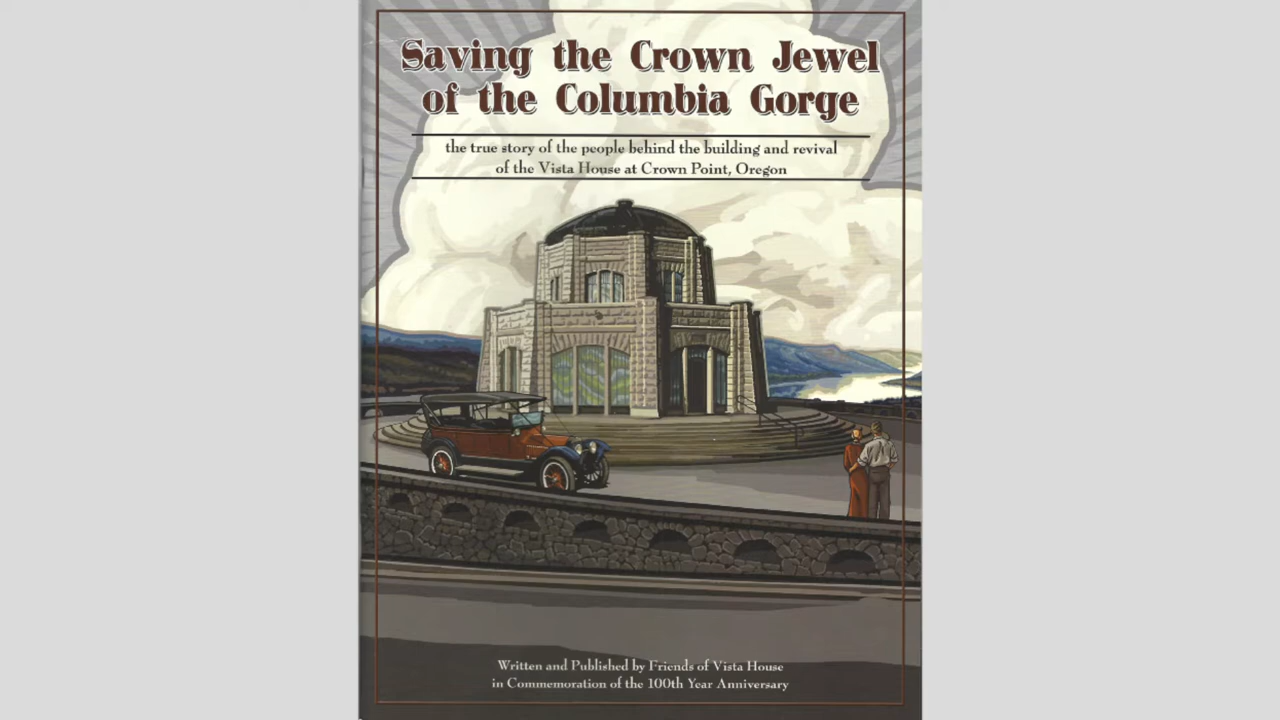 Saving the Crown Jewel
of the Columbia Gorge
the true story of the people behind the building and revival
of the Vista House at Crown Point, Oregon
Written and Published by Friends of Vista House
in Commemoration of the 100th Year Anniversary